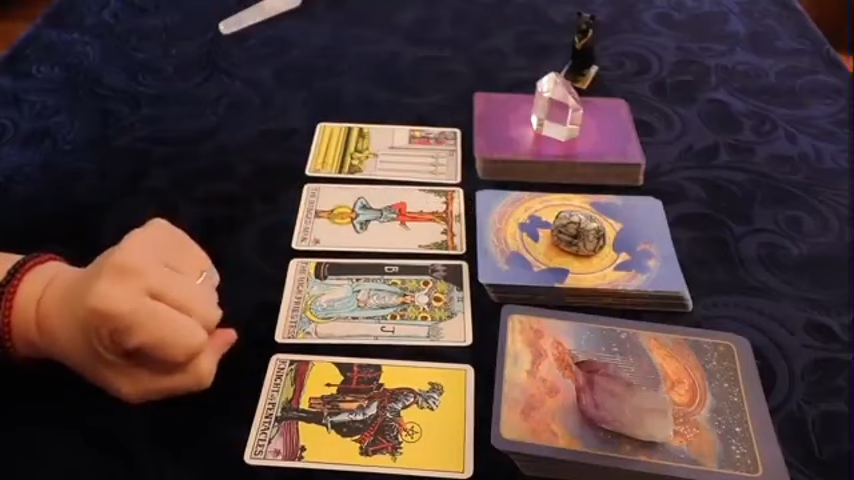 THE HANGED MAN.
THE HIGH PRIESTESS
B
J
KNIGHT of PENTACLES.